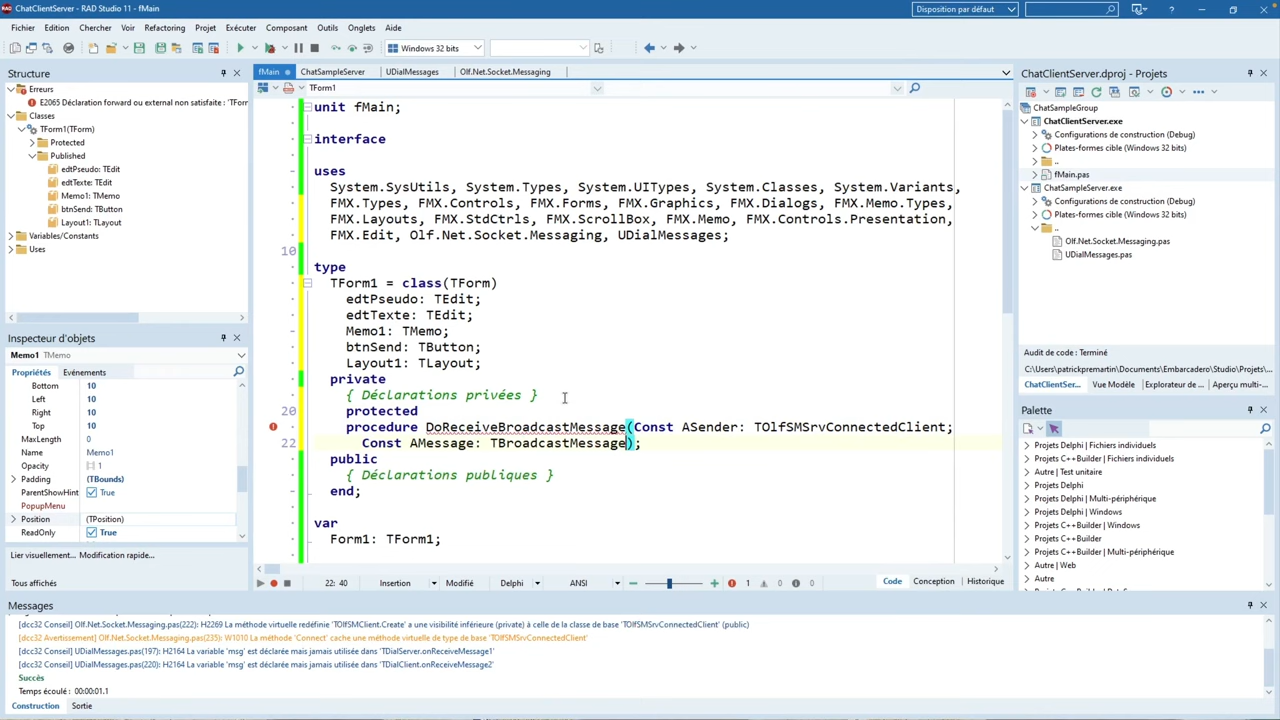 ChatClientServer - RAD Studio 11 - fMain
Disposition par défaut
Fichier Edition Chercher Voir Refactoring Projet Exécuter Composant Outils Onglets Aide
Windows 32 bits
Structure
Erreurs
E2065 Déclaration forward ou external non satisfaite : 'TForr
Classes
TForm1(TForm)
Protected
Published
edtPseudo: TEdit
edtTexte: TEdit
Memo1: TMemo
btnSend: TButton
Layout1: TLayout
Variables/Constants
Uses
Inspecteur d'objets
Memo1 TMemo
Propriétés Evénements
Bottom 10
Left 10
Right 10
Top 10
MaxLength 0
Name Memo1
Opacity 1
Padding (TBounds)
ParentShowHint True
PopupMenu
Position (TPosition)
ReadOnly True
Lier visuellement... Modification rapide...
Tous affichés
fMain ChatSampleServer UDialMessages Olf.Net.Socket.Messaging
TForm1
unit fMain;
interface
uses
System.SysUtils, System.Types, System.UITypes, System.Classes, System.Variants,
FMX.Types, FMX.Controls, FMX.Forms, FMX.Graphics, FMX.Dialogs, FMX.Memo.Types,
FMX.Layouts, FMX.StdCtrls, FMX.ScrollBox, FMX.Memo, FMX.Controls.Presentation,
FMX.Edit, Olf.Net.Socket.Messaging, UDialMessages;
10
type
TForm1 = class(TForm)
edtPseudo: TEdit;
edtTexte: TEdit;
Memo1: TMemo;
btnSend: TButton;
Layout1: TLayout;
private
{ Déclarations privées }
20 protected
procedure DoReceiveBroadcastMessage(Const ASender: TOlfSMSrvConnectedClient;
22 Const AMessage: TBroadcastMessage);
public
{ Déclarations publiques }
end;
var
Form1: TForm1;
22: 40 Insertion Modifié Delphi ANSI 1 0 0 Code Conception Historique
ChatClientServer.dproj - Projets
ChatSampleGroup
ChatClientServer.exe
Configurations de construction (Debug)
Plates-formes cible (Windows 32 bits)
..
fMain.pas
ChatSampleServer.exe
Configurations de construction (Debug)
Plates-formes cible (Windows 32 bits)
..
Olf.Net.Socket.Messaging.pas
UDialMessages.pas
Audit de code : Terminé
C:\Users\patrickpremartin\Documents\Embarcadero\Studio\Projets\ChatClient
ChatClientSer... Vue Modèle Explorateur de ... Aperçu multi-...
Palette
Projets Delphi | Fichiers individuels
Projets C++Builder | Fichiers individuels
Autre | Test unitaire
Projets Delphi
Projets Delphi | Multi-périphérique
Projets Delphi | Windows
Projets C++Builder | Windows
Projets C++Builder
Projets C++Builder | Multi-périphérique
Autre | Web
Autre
Messages
[dcc32 Conseil] Olf.Net.Socket.Messaging.pas(222): H2269 La méthode virtuelle redéfinie 'TOlfSMClient.Create' a une visibilité inférieure (private) à celle de la classe de base 'TOlfSMSrvConnectedClient' (public)
[dcc32 Avertissement] Olf.Net.Socket.Messaging.pas(235): W1010 La méthode 'Connect' cache une méthode virtuelle de type de base 'TOlfSMSrvConnectedClient'
[dcc32 Conseil] UDialMessages.pas(197): H2164 La variable 'msg' est déclarée mais jamais utilisée dans 'TDialServer.onReceiveMessage1'
[dcc32 Conseil] UDialMessages.pas(220): H2164 La variable 'msg' est déclarée mais jamais utilisée dans 'TDialClient.onReceiveMessage2'
Succès
Temps écoulé : 00:00:01.1
Construction Sortie